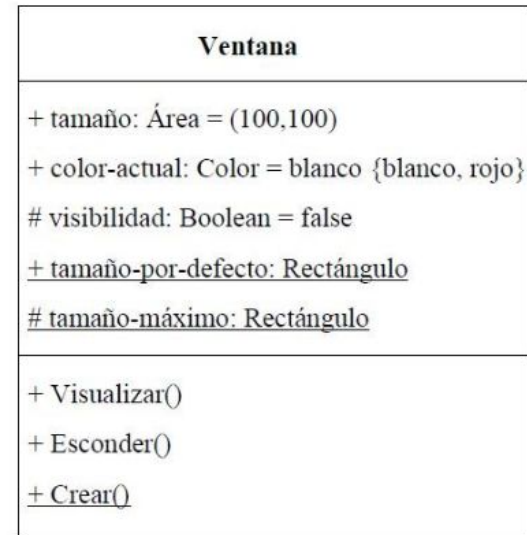 Ventana
+ tamaño: Área = (100,100)
+ color-actual: Color = blanco {blanco, rojo}
# visibilidad: Boolean = false
+ tamaño-por-defecto: Rectángulo
# tamaño-máximo: Rectángulo
+ Visualizar()
+ Esconder()
+ Crear()